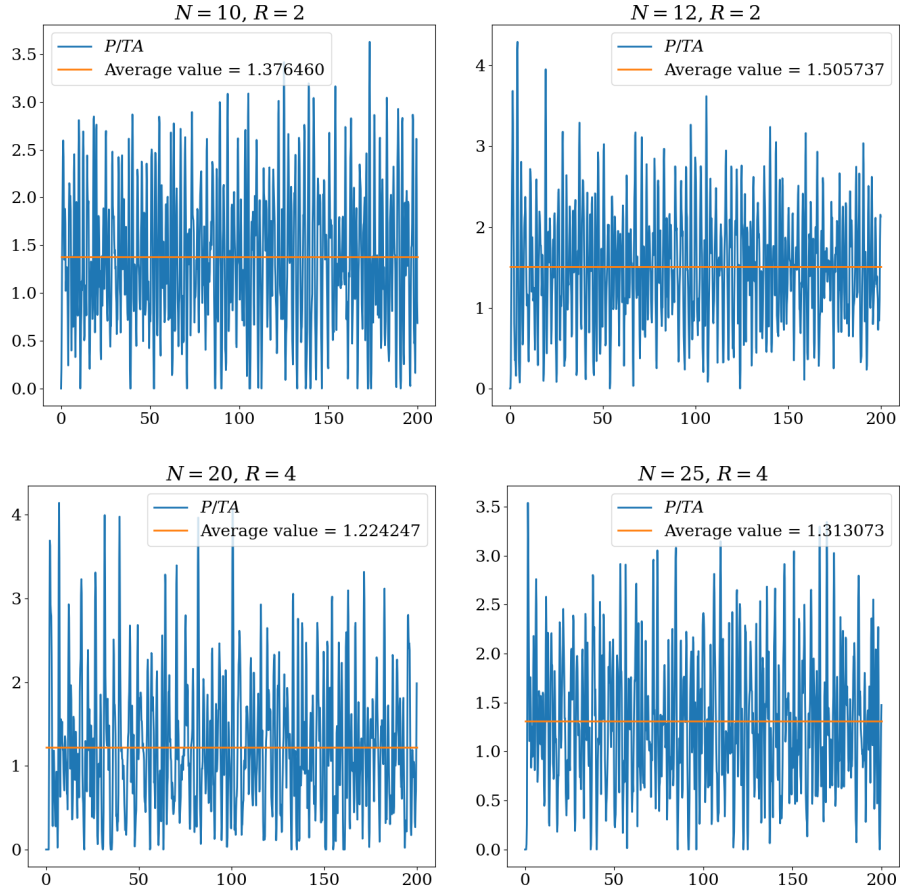 N = 10, R = 2
P/TA
Average value = 1.376460
3.5
3.0
2.5
2.0
1.5
1.0
0.5
0.0
0 50 100 150 200
N = 12, R = 2
P/TA
Average value = 1.505737
4
3
2
1
0
0 50 100 150 200
N = 20, R = 4
P/TA
Average value = 1.224247
4
3
2
1
0
0 50 100 150 200
N = 25, R = 4
P/TA
Average value = 1.313073
3.5
3.0
2.5
2.0
1.5
1.0
0.5
0.0
0 50 100 150 200